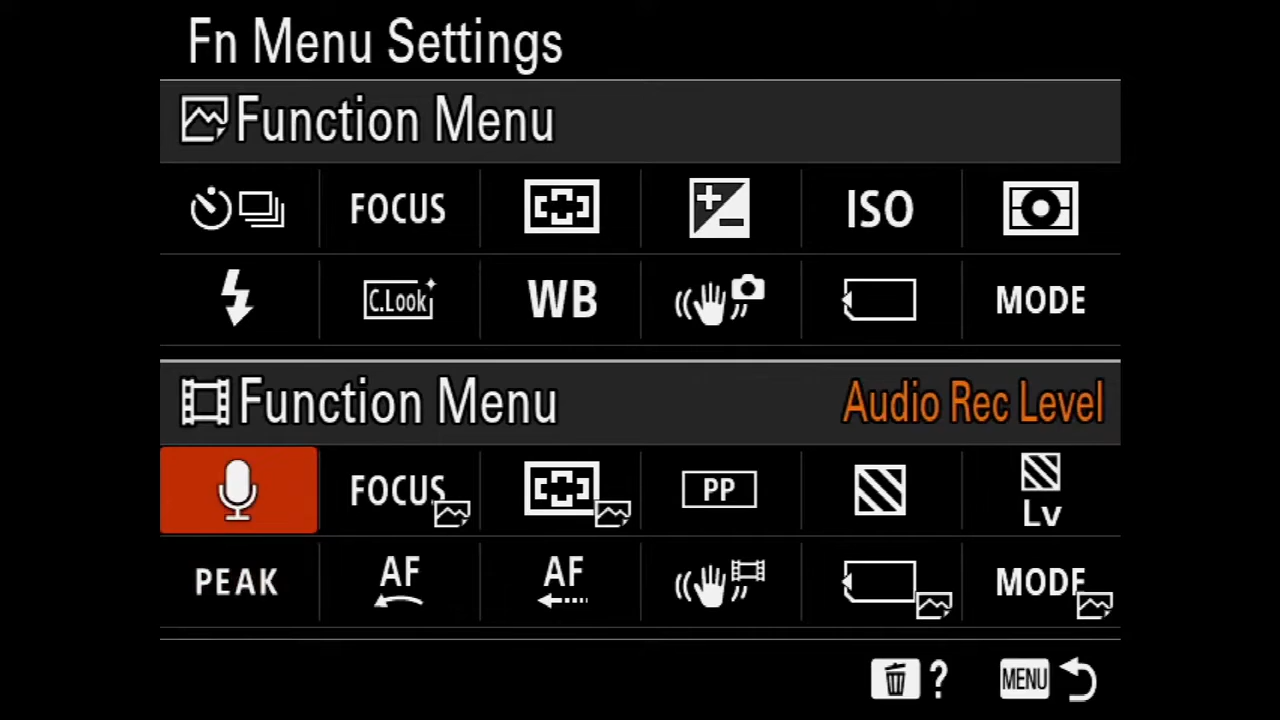 Fn Menu Settings
Function Menu
FOCUS ISO
C.Look WB MODE
Function Menu Audio Rec Level
FOCUS PP Lv
PEAK AF AF MODE
? MENU